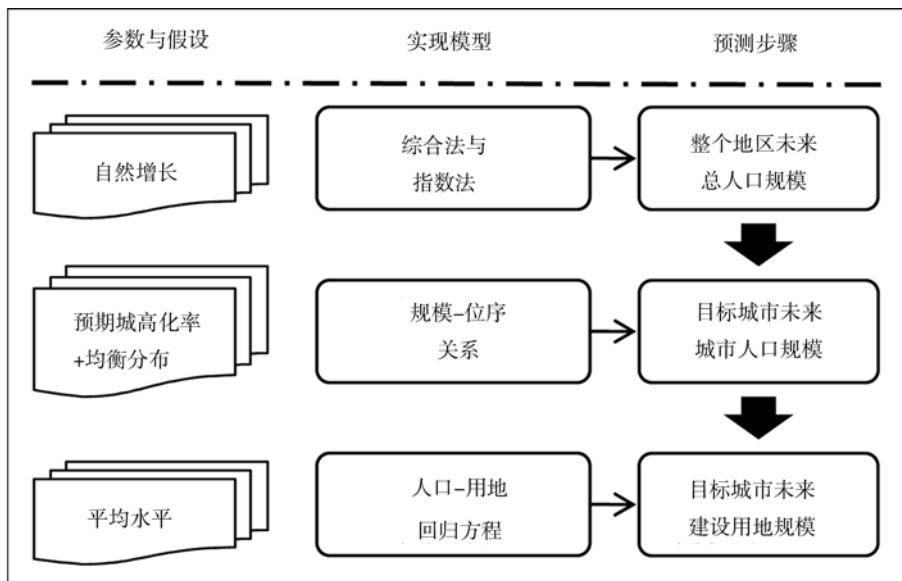 参数与假设
实现模型
预测步骤
自然增长
综合法与
指数法
整个地区未来
总人口规模
预期城高化率
+均衡分布
规模-位序
关系
目标城市未来
城市人口规模
平均水平
人口-用地
回归方程
目标城市未来
建设用地规模